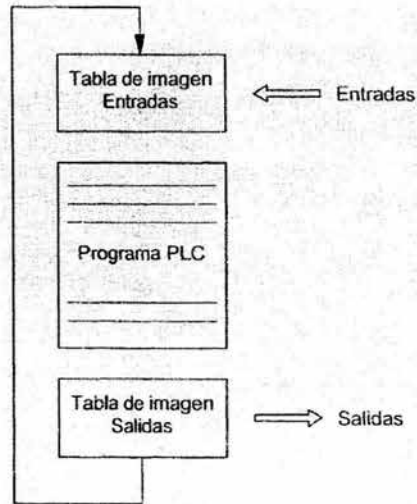 Tabla de imagen
Entradas
Entradas
Programa PLC
Tabla de imagen
Salidas
Salidas